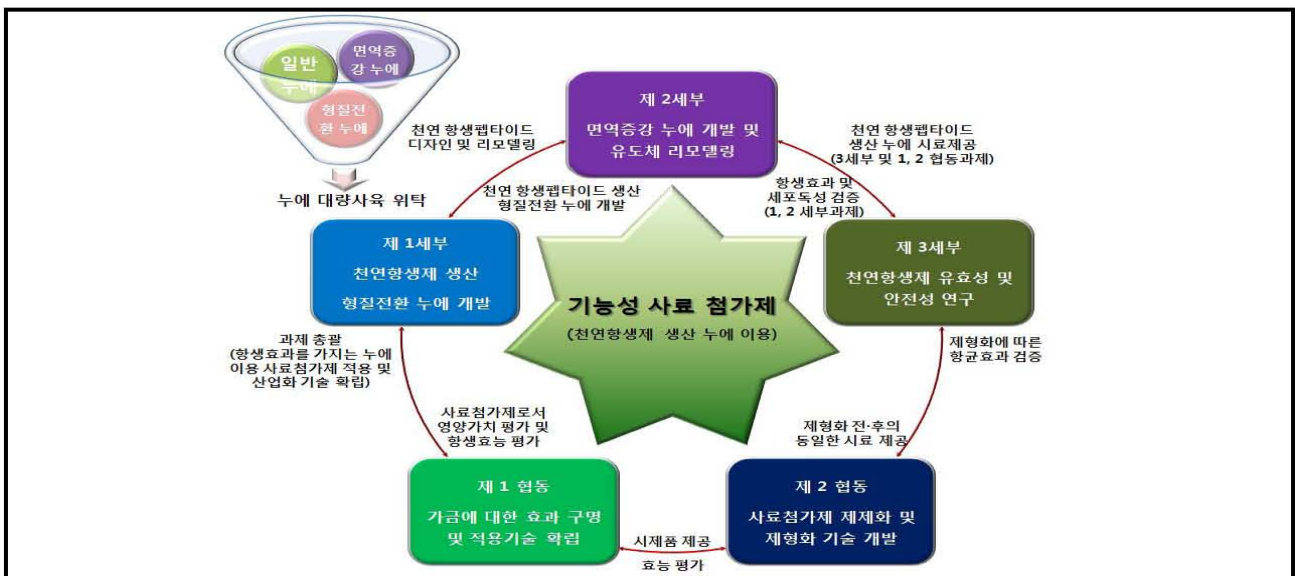 일반
누에
면역증
강 누에
형질전
환 누에
누에 대량사육 위탁
제 2세부
면역증강 누에 개발 및
유도체 리모델링
천연 항생펩타이드
디자인 및 리모델링
천연 항생펩타이드 생산
형질전환 누에 개발
천연 항생펩타이드
생산 누에 시료제공
(3세부 및 1, 2 협동과제)
항생효과 및
세포독성 검증
(1, 2 세부과제)
제 1세부
천연항생제 생산
형질전환 누에 개발
제 3세부
천연항생제 유효성 및
안전성 연구
기능성 사료 첨가제
(천연항생제 생산 누에 이용)
과제 총괄
(항생효과를 가지는 누에
이용 사료첨가제 적용 및
산업화 기술 확립)
제형화에 따른
항균효과 검증
사료첨가제로서
영양가치 평가 및
항생효능 평가
제형화 전·후의
동일한 시료 제공
제 1 협동
가금에 대한 효과 구명
및 적용기술 확립
제 2 협동
사료첨가제 제제화 및
제형화 기술 개발
시제품 제공
효능 평가